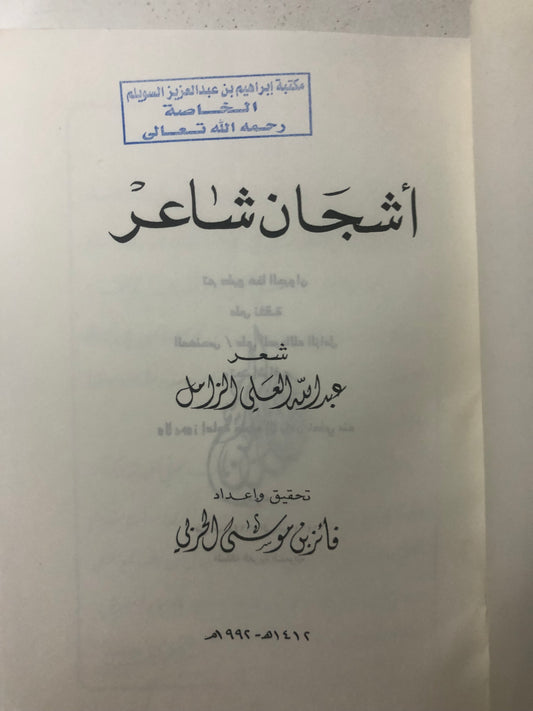 مكتبة إبراهيم بن عبدالعزيز السويلم
الخاصة
رحمه الله تعالى
أشجان شاعر
شعر
عبدالله العلي الزامل
تحقيق وإعداد
فائز بن موسى الحربي
١٤١٢هـ - ١٩٩٢هـ